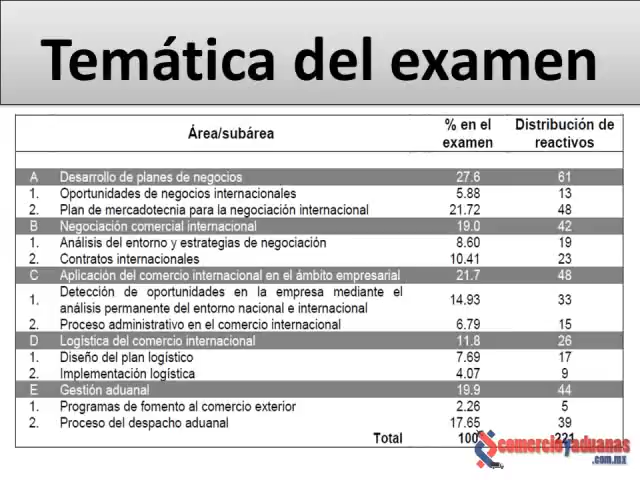 Temática del examen
Área/subárea % en el examen Distribución de reactivos
A Desarrollo de planes de negocios 27.6 61
1. Oportunidades de negocios internacionales 5.88 13
2. Plan de mercadotecnia para la negociación internacional 21.72 48
B Negociación comercial internacional 19.0 42
1. Análisis del entorno y estrategias de negociación 8.60 19
2. Contratos internacionales 10.41 23
C Aplicación del comercio internacional en el ámbito empresarial 21.7 48
1. Detección de oportunidades en la empresa mediante el análisis permanente del entorno nacional e internacional 14.93 33
2. Proceso administrativo en el comercio internacional 6.79 15
D Logística del comercio internacional 11.8 26
1. Diseño del plan logístico 7.69 17
2. Implementación logística 4.07 9
E Gestión aduanal 19.9 44
1. Programas de fomento al comercio exterior 2.26 5
2. Proceso del despacho aduanal 17.65 39
Total 100 221
comercioyaduanas
.com.mx